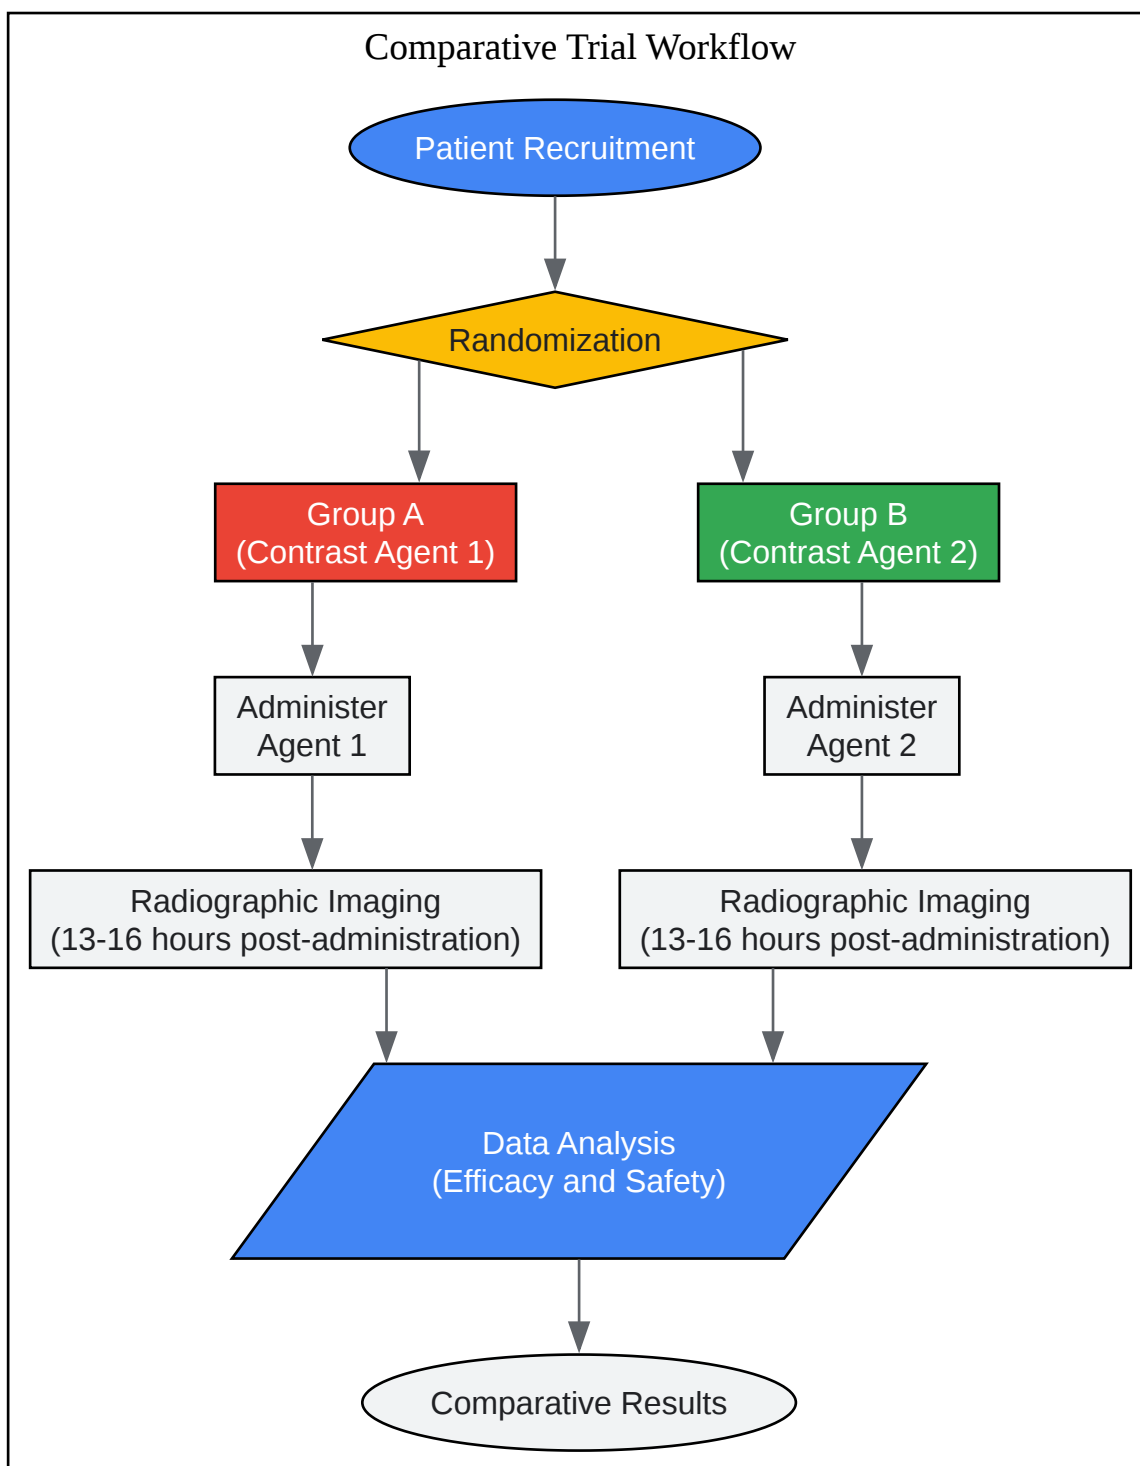 Comparative Trial Workflow
Patient Recruitment
Randomization
Group A
(Contrast Agent 1)
Group B
(Contrast Agent 2)
Administer
Agent 1
Administer
Agent 2
Radiographic Imaging
(13-16 hours post-administration)
Radiographic Imaging
(13-16 hours post-administration)
Data Analysis
(Efficacy and Safety)
Comparative Results